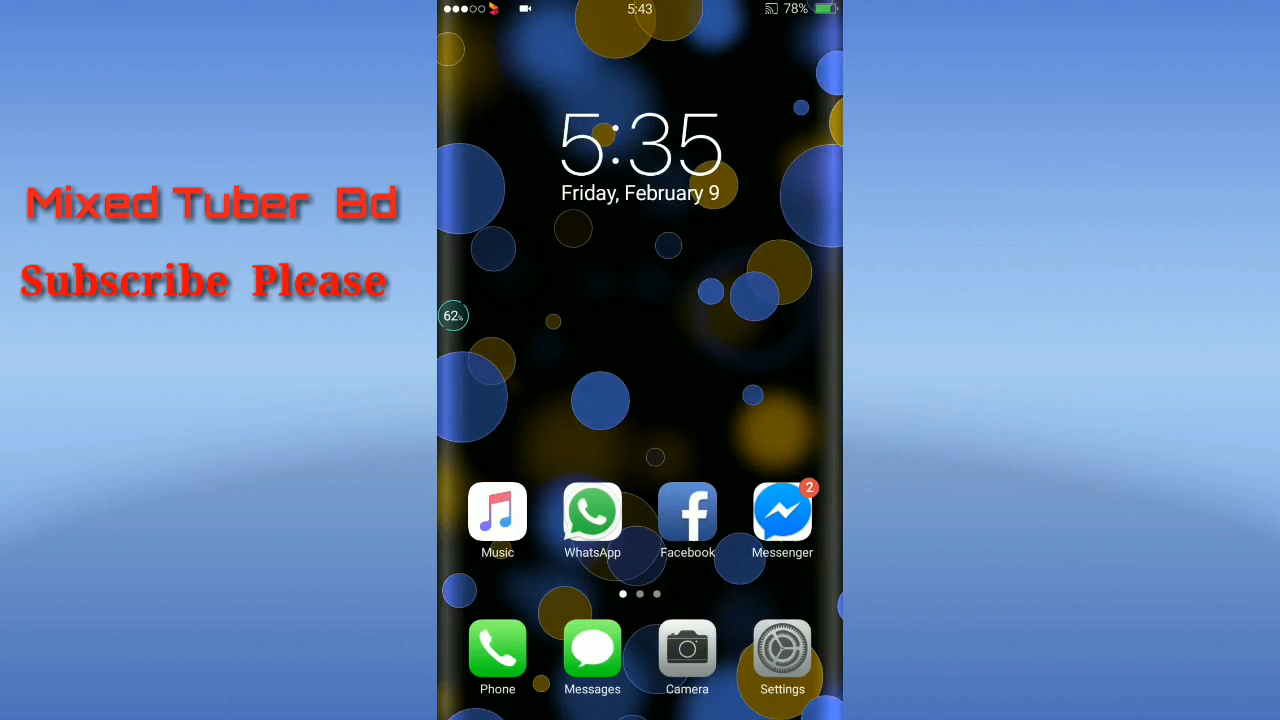 5:43
78%
5:35
Friday, February 9
Mixed Tuber Bd
Subscribe Please
62%
2
Music WhatsApp Facebook Messenger
Phone Messages Camera Settings